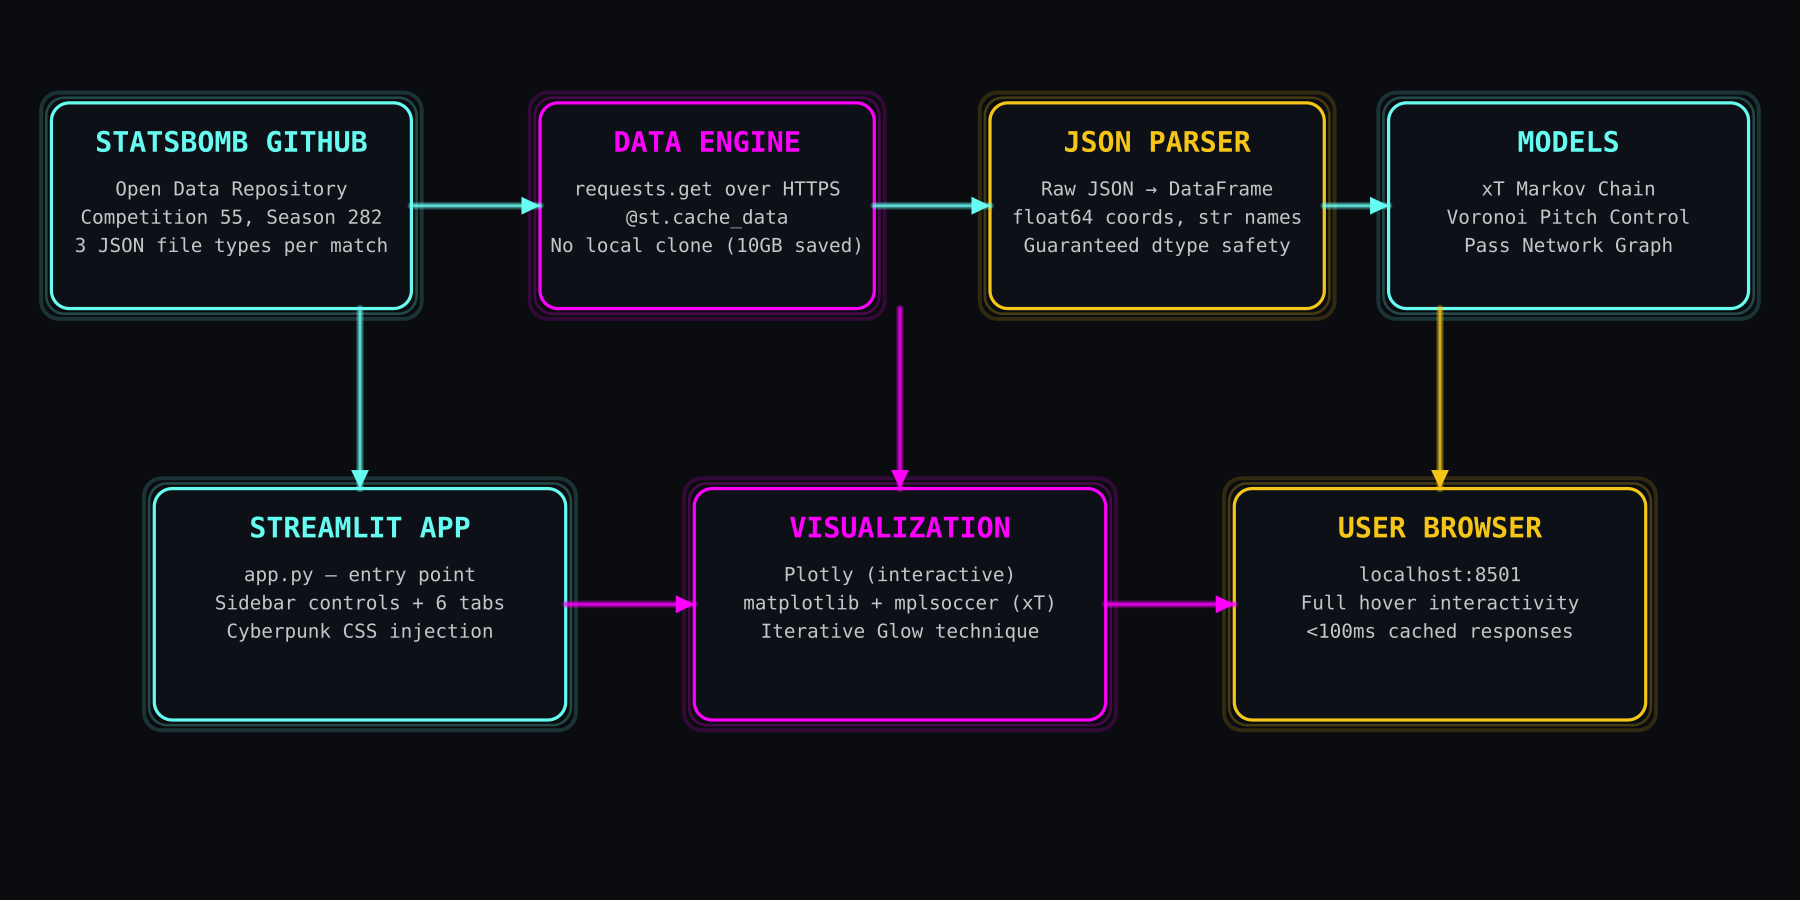 STATSBOMB GITHUB
Open Data Repository
Competition 55, Season 282
3 JSON file types per match
DATA ENGINE
requests.get over HTTPS
@st.cache_data
No local clone (10GB saved)
JSON PARSER
Raw JSON → DataFrame
float64 coords, str names
Guaranteed dtype safety
MODELS
xT Markov Chain
Voronoi Pitch Control
Pass Network Graph
STREAMLIT APP
app.py — entry point
Sidebar controls + 6 tabs
Cyberpunk CSS injection
VISUALIZATION
Plotly (interactive)
matplotlib + mplsoccer (xT)
Iterative Glow technique
USER BROWSER
localhost:8501
Full hover interactivity
<100ms cached responses